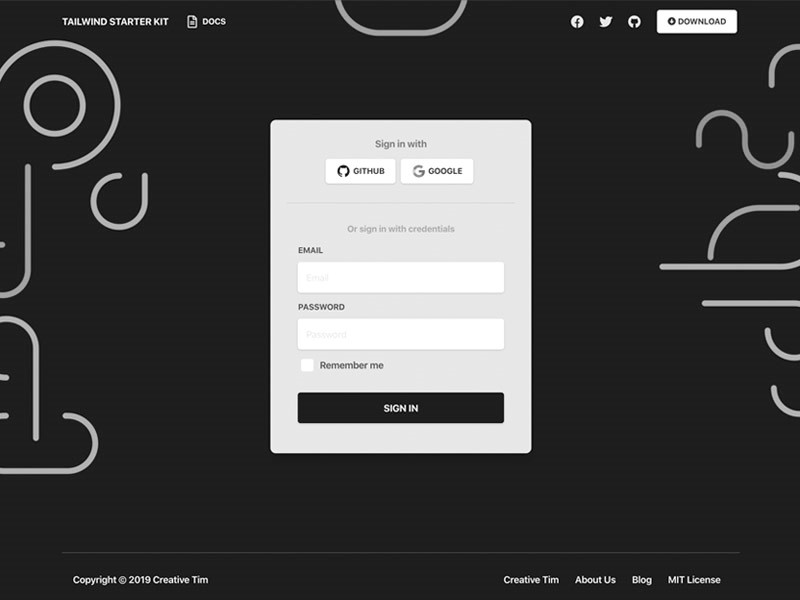 TAILWIND STARTER KIT DOCS DOWNLOAD
Sign in with
GITHUB GOOGLE
Or sign in with credentials
EMAIL
Email
PASSWORD
Password
Remember me
SIGN IN
Copyright © 2019 Creative Tim Creative Tim About Us Blog MIT License